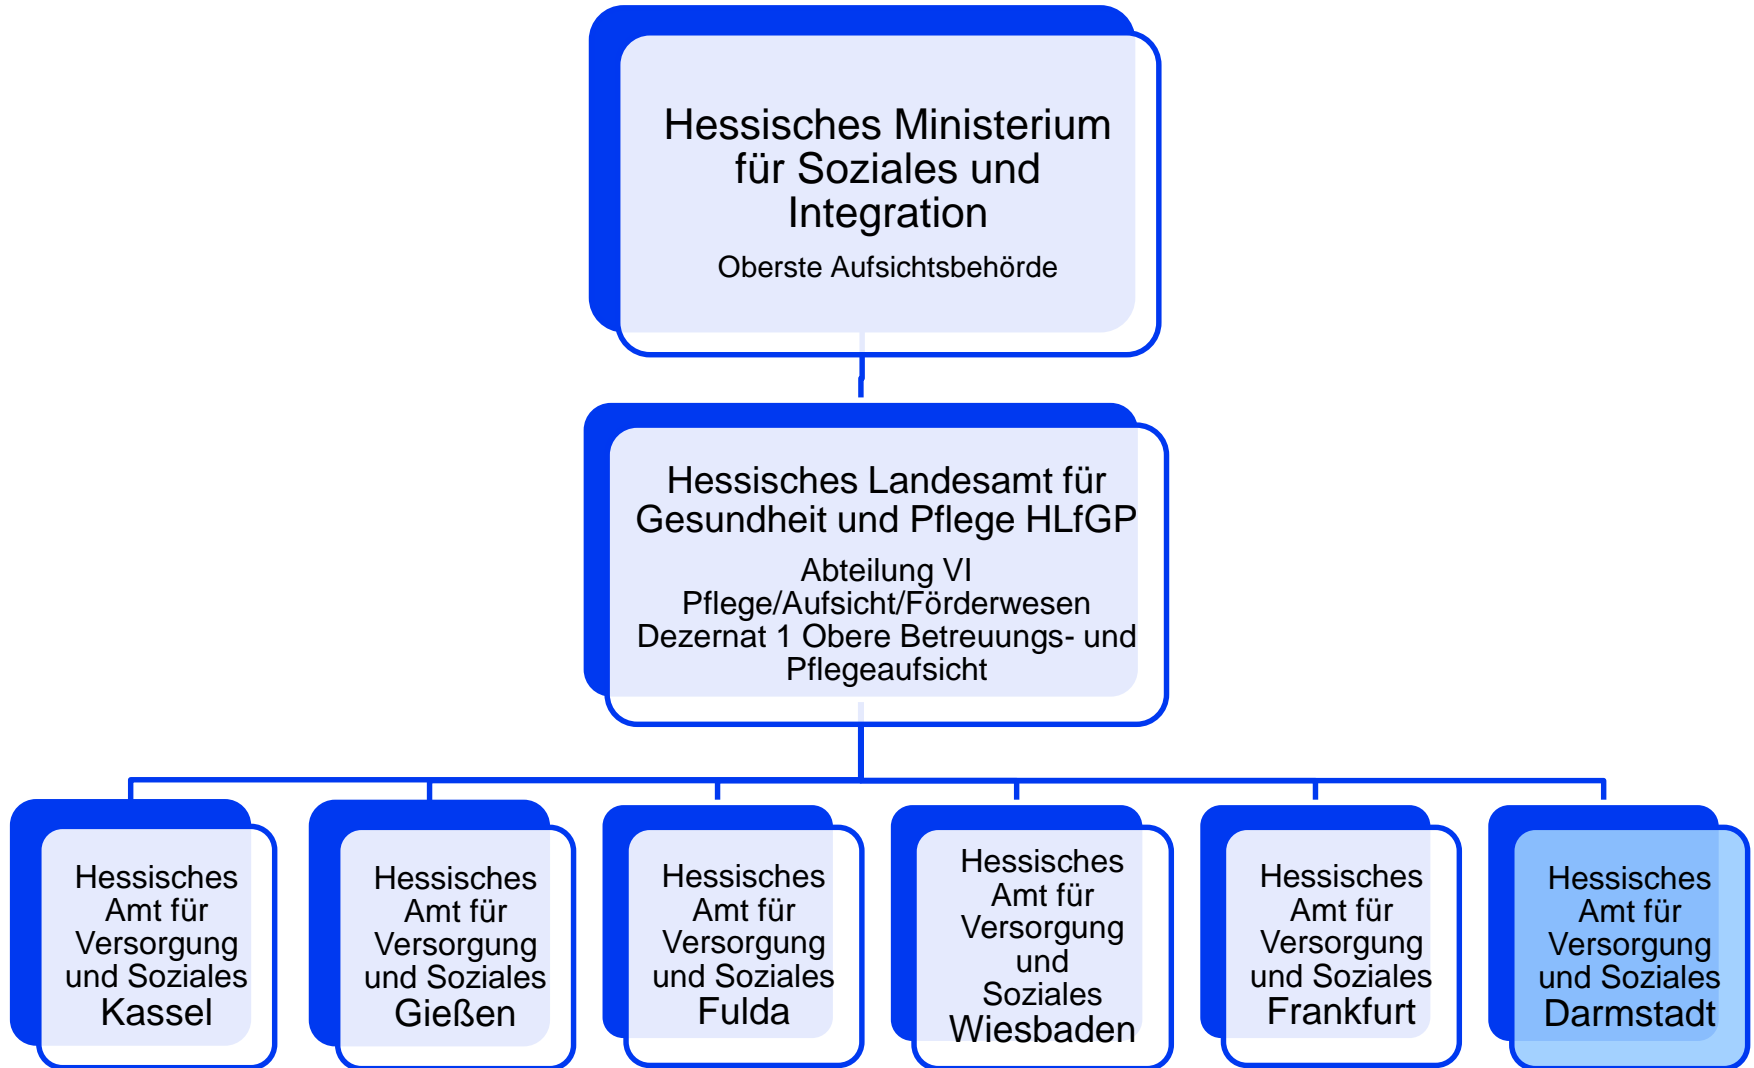 Hessisches Ministerium
für Soziales und
Integration
Oberste Aufsichtsbehörde
Hessisches Landesamt für
Gesundheit und Pflege HLfGP
Abteilung VI
Pflege/Aufsicht/Förderwesen
Dezernat 1 Obere Betreuungs- und
Pflegeaufsicht
Hessisches
Amt für
Versorgung
und Soziales
Kassel
Hessisches
Amt für
Versorgung
und Soziales
Gießen
Hessisches
Amt für
Versorgung
und Soziales
Fulda
Hessisches
Amt für
Versorgung
und
Soziales
Wiesbaden
Hessisches
Amt für
Versorgung
und Soziales
Frankfurt
Hessisches
Amt für
Versorgung
und Soziales
Darmstadt